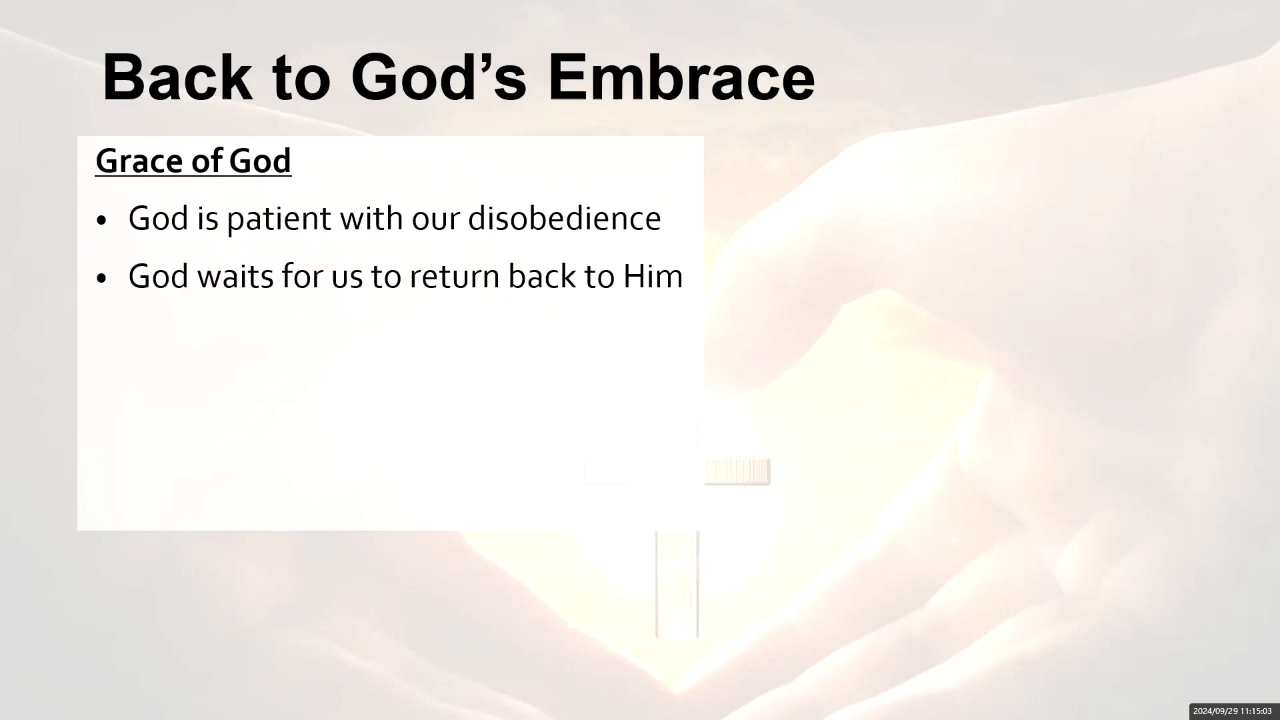 Back to God’s Embrace
Grace of God
• God is patient with our disobedience
• God waits for us to return back to Him
2024/09/29 11:15:03